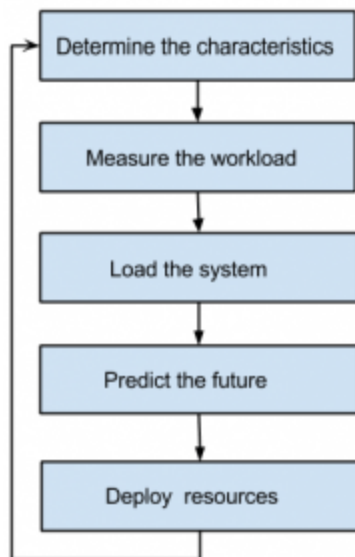 Determine the characteristics
Measure the workload
Load the system
Predict the future
Deploy resources